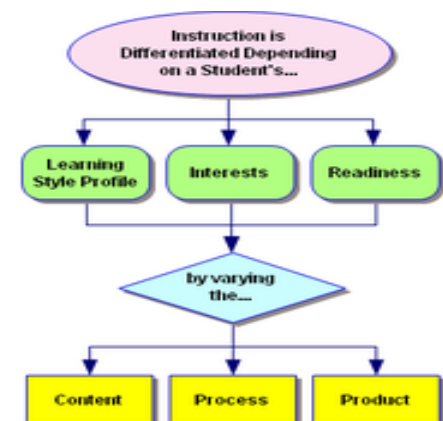 Instruction is
Differentiated Depending
on a Student's...
Learning
Style Profile
Interests
Readiness
by varying
the...
Content
Process
Product